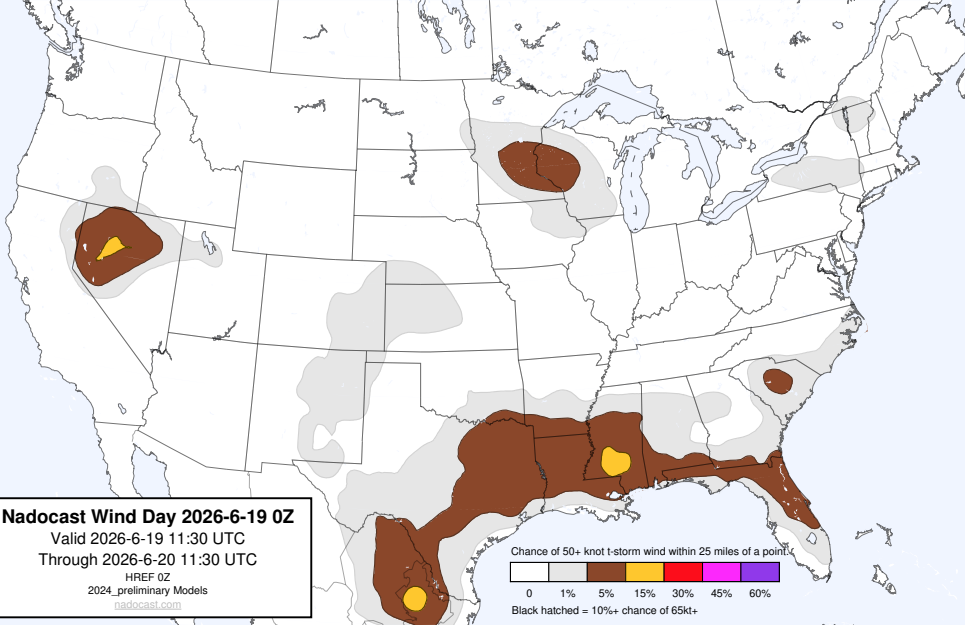 Nadocast Wind Day 2026-6-19 0Z
Valid 2026-6-19 11:30 UTC
Through 2026-6-20 11:30 UTC
HREF 0Z
2024_preliminary Models
nadocast.com
Chance of 50+ knot t-storm wind within 25 miles of a point.
0 1% 5% 15% 30% 45% 60%
Black hatched = 10%+ chance of 65kt+